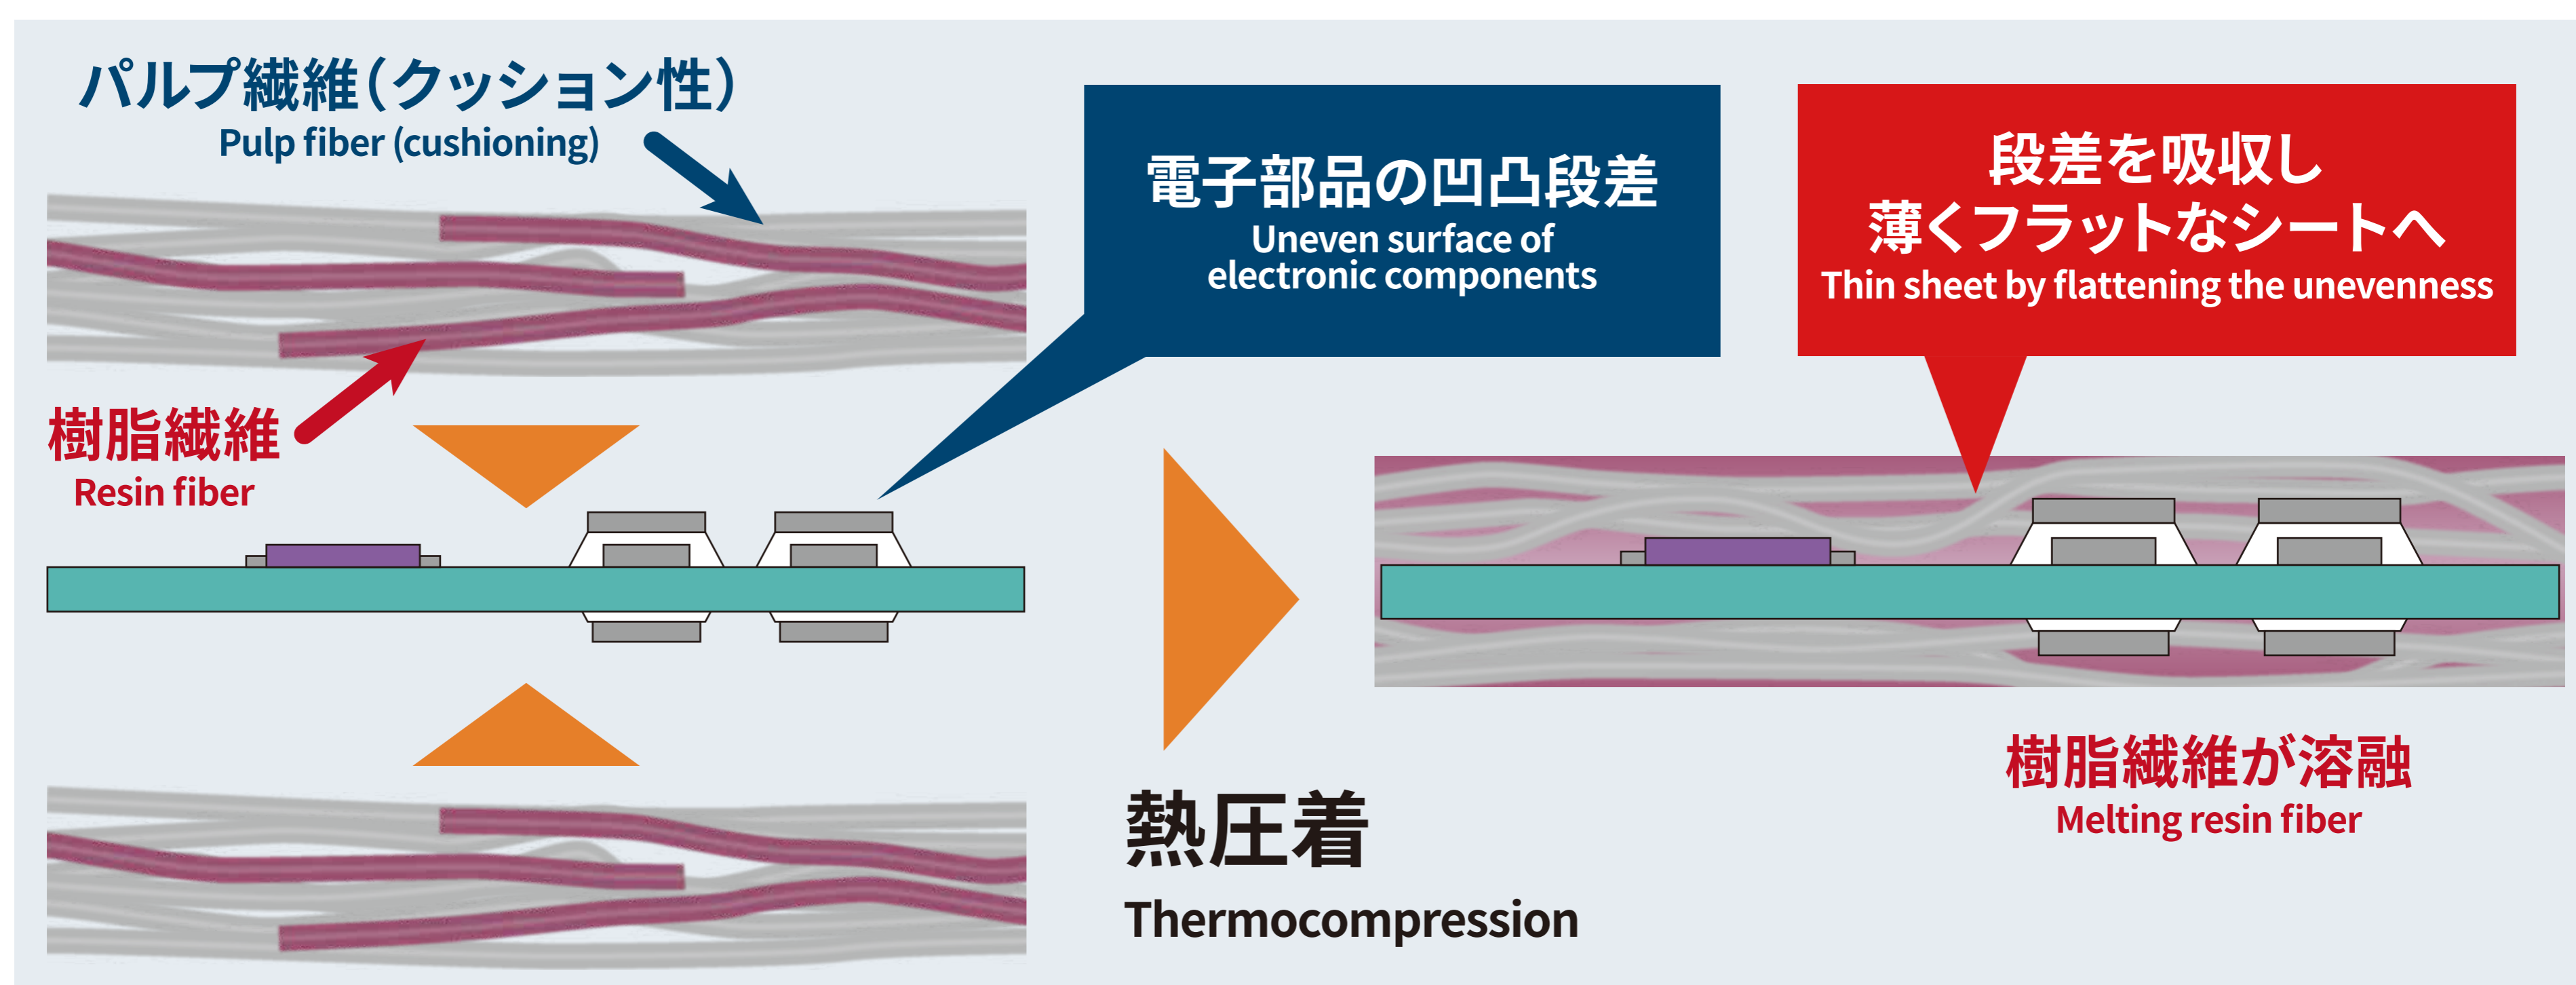 パルプ繊維（クッション性）
Pulp fiber (cushioning)
樹脂繊維
Resin fiber
電子部品の凹凸段差
Uneven surface of
electronic components
熱圧着
Thermocompression
段差を吸収し
薄くフラットなシートへ
Thin sheet by flattening the unevenness
樹脂繊維が溶融
Melting resin fiber